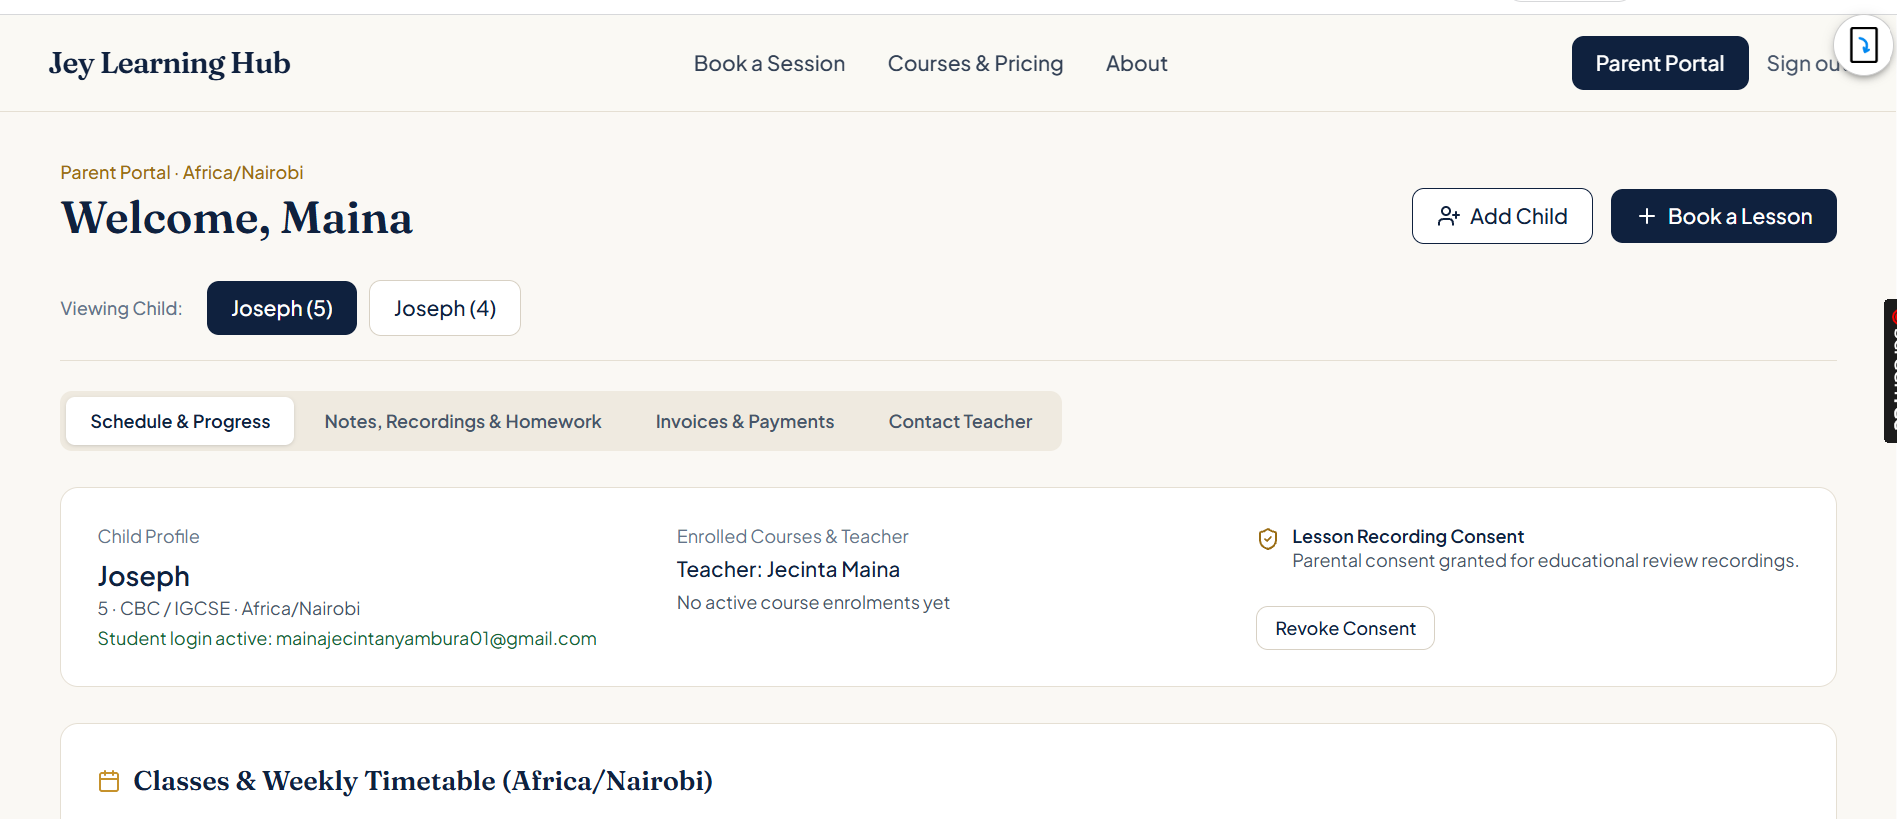 Jey Learning Hub
Book a Session
Courses & Pricing
About
Parent Portal
Sign
Parent Portal · Africa/Nairobi
Welcome, Maina
Add Child
+ Book a Lesson
Viewing Child:
Joseph (5)
Joseph (4)
Schedule & Progress
Notes, Recordings & Homework
Invoices & Payments
Contact Teacher
Child Profile
Joseph
5 · CBC / IGCSE · Africa/Nairobi
Student login active: mainajecintanyambura01@gmail.com
Enrolled Courses & Teacher
Teacher: Jecinta Maina
No active course enrolments yet
Lesson Recording Consent
Parental consent granted for educational review recordings.
Revoke Consent
Classes & Weekly Timetable (Africa/Nairobi)